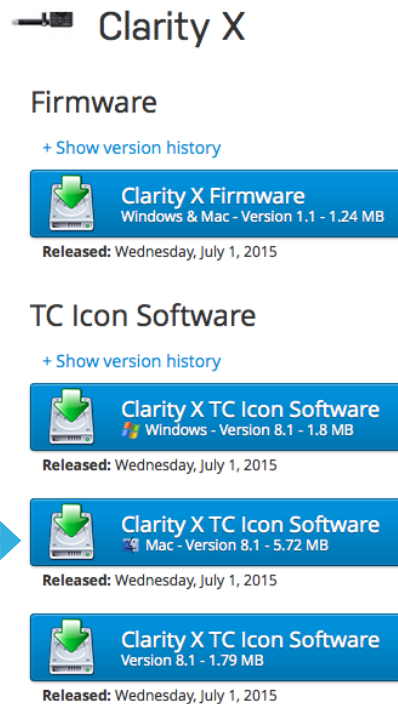 Clarity X
Firmware
+ Show version history
Clarity X Firmware
Windows & Mac - Version 1.1 - 1.24 MB
Released: Wednesday, July 1, 2015
TC Icon Software
+ Show version history
Clarity X TC Icon Software
Windows - Version 8.1 - 1.8 MB
Released: Wednesday, July 1, 2015
Clarity X TC Icon Software
Mac - Version 8.1 - 5.72 MB
Released: Wednesday, July 1, 2015
Clarity X TC Icon Software
Version 8.1 - 1.79 MB
Released: Wednesday, July 1, 2015